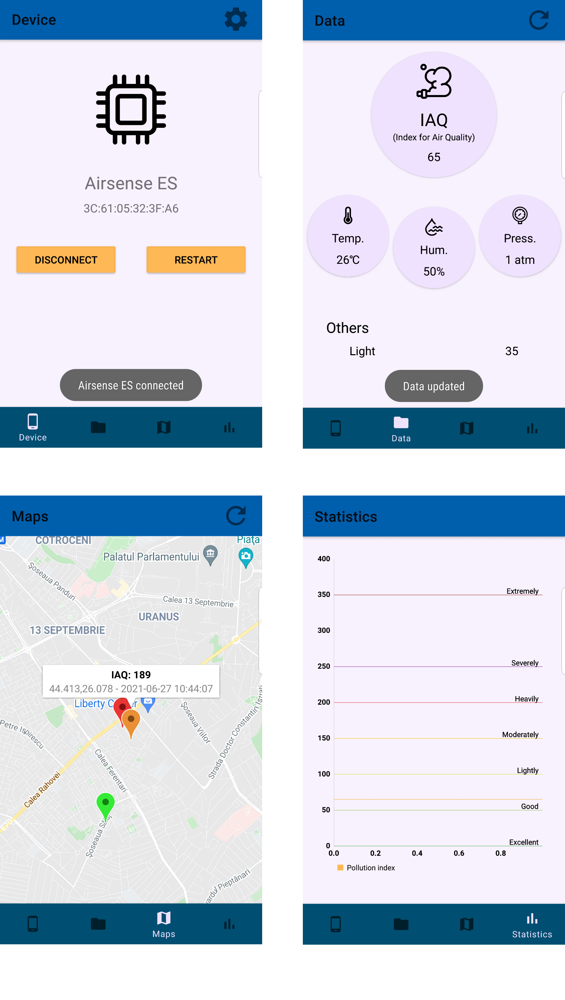 Device
Airsense ES
3C:61:05:32:3F:A6
DISCONNECT
RESTART
Airsense ES connected
Device
Data
IAQ
(Index for Air Quality)
65
Temp.
26°C
Hum.
50%
Press.
1 atm
Others
Light 35
Data updated
Data
Maps
M
COTROCENI
Piața
Palatul Parlamentului
Șoseaua Panduri
Calea 13 Septembrie
URANUS
13 SEPTEMBRIE
IAQ: 189
44.413,26.078 - 2021-06-27 10:44:07
Liberty C er
Petre Ispirescu
Șoseaua Viilor
Strada Doctor Constantin Istrati
Calea Ferentari
Calea Rahovei
E70
Șoseaua Sălaj
vardul Pieptănari
Maps
Statistics
400
350
Extremely
300
250
Severely
200
Heavily
150
Moderately
100
Lightly
50
Good
0
Excellent
0.0 0.2 0.4 0.6 0.8
Pollution index
Statistics